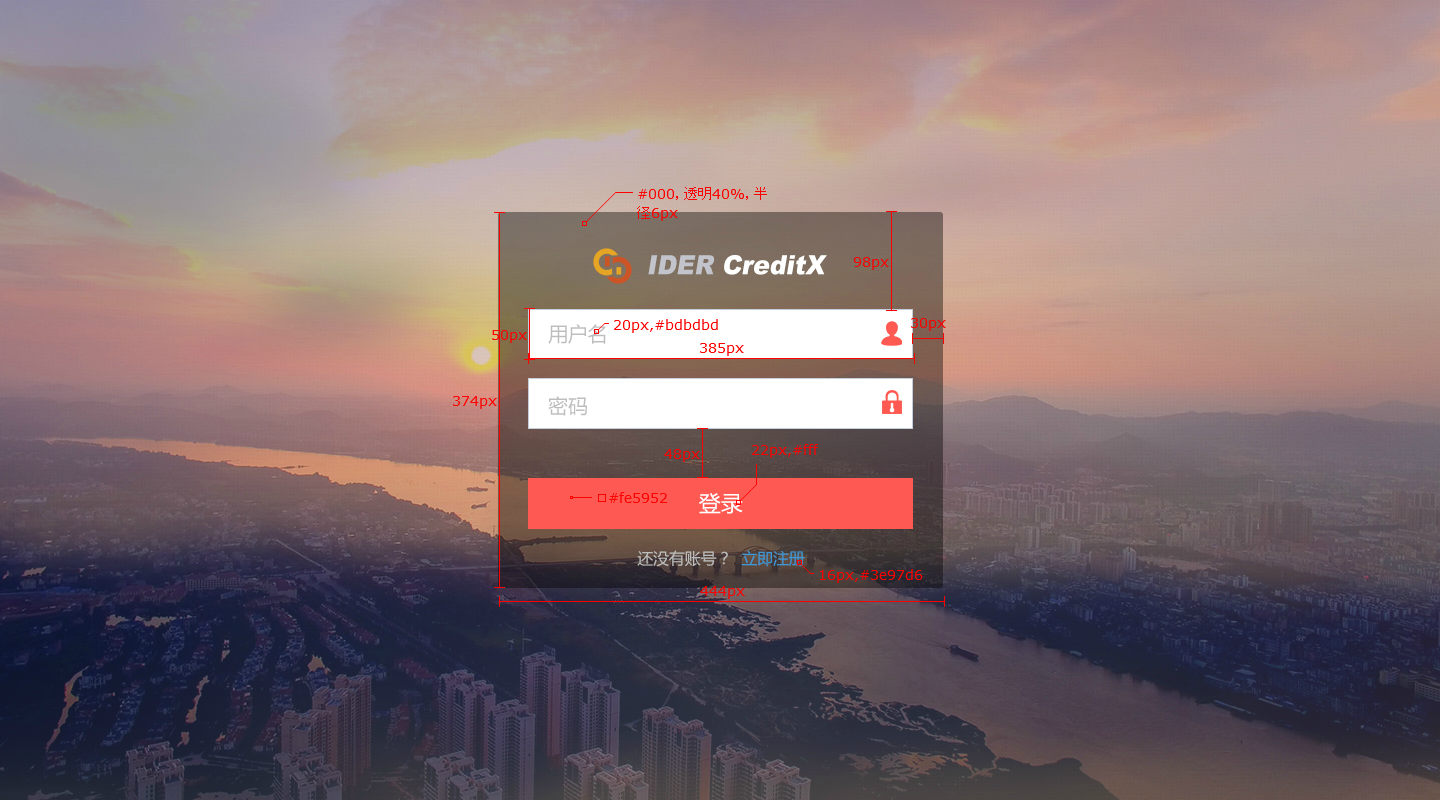 #000, 透明40%, 半
径6px
IDER CreditX
98px
用户名
20px,#bdbdbd
30px
50px
385px
374px
密码
22px,#fff
#fe5952
登录
还没有账号？ 立即注册
16px,#3e97d6
444px